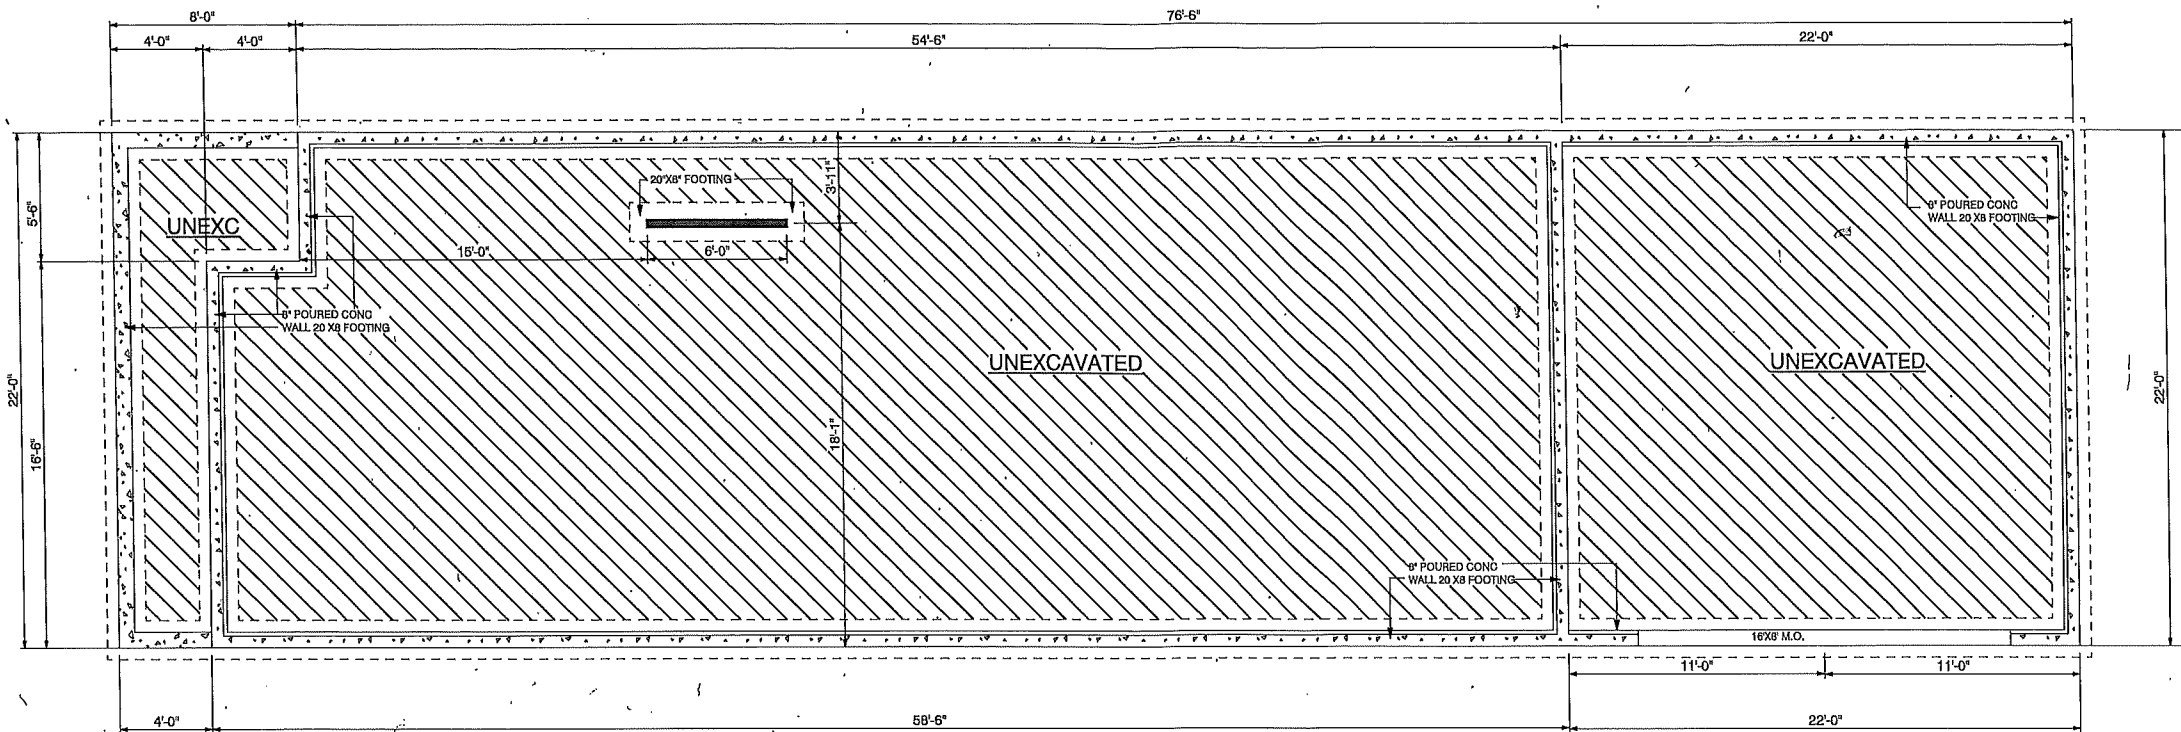 8'-0"
76'-6"
4'-0"
4'-0"
54'-6"
22'-0"
22'-0"
5'-6"
16'-6"
UNEXC
20"X8" FOOTING
3'-11"
15'-0"
6'-0"
8" POURED CONC
WALL 20 X8 FOOTING
8" POURED CONC
WALL 20 X8 FOOTING
UNEXCAVATED
UNEXCAVATED
18'-1"
22'-0"
8" POURED CONC
WALL 20 X8 FOOTING
16'X8' M.O.
11'-0"
11'-0"
4'-0"
58'-6"
22'-0"